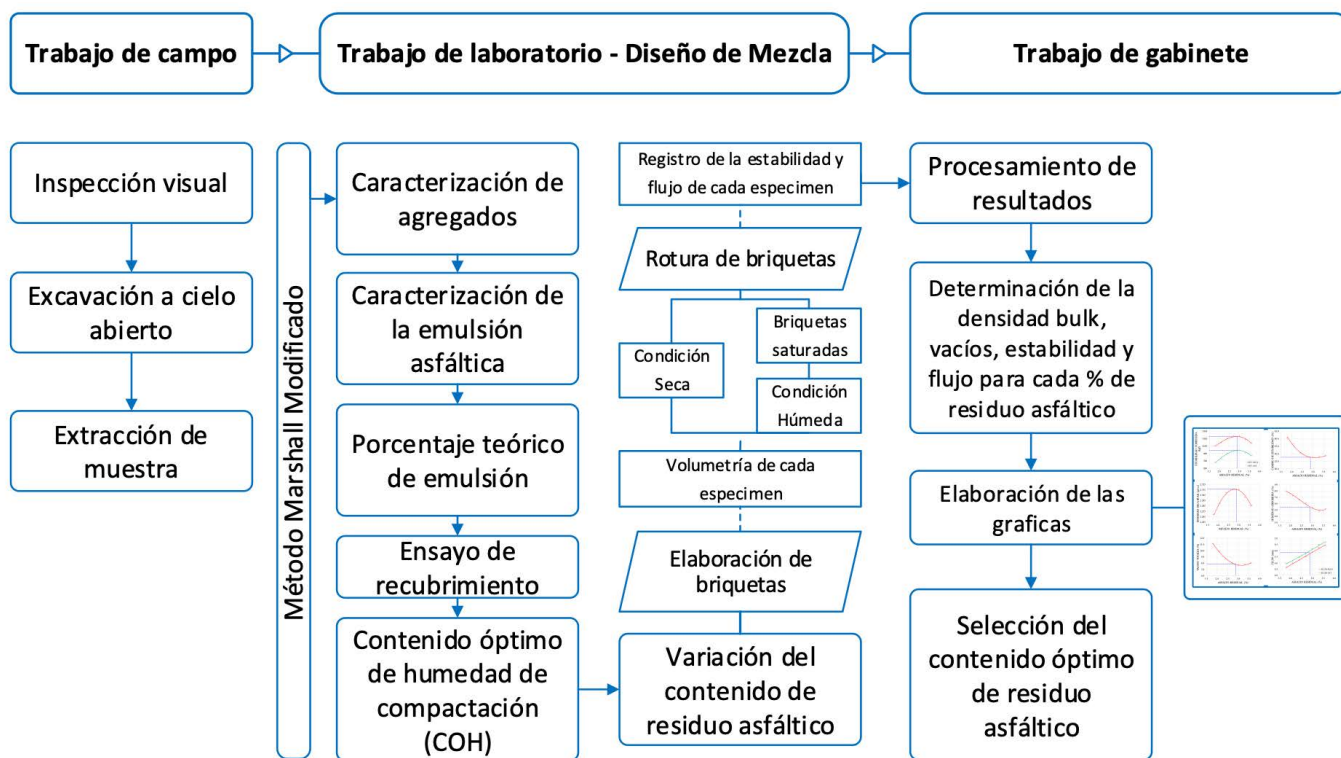 Trabajo de campo
Trabajo de laboratorio - Diseño de Mezcla
Trabajo de gabinete
Inspección visual
Excavación a cielo
abierto
Extracción de
muestra
Método Marshall Modificado
Caracterización de
agregados
Caracterización de
la emulsión
asfáltica
Porcentaje teórico
de emulsión
Ensayo de
recubrimiento
Contenido óptimo
de humedad de
compactación
(COH)
Registro de la estabilidad y
flujo de cada especimen
Rotura de briquetas
Condición
Seca
Briquetas
saturadas
Condición
Húmeda
Volumetría de cada
especimen
Elaboración de
briquetas
Variación del
contenido de
residuo asfáltico
Procesamiento de
resultados
Determinación de la
densidad bulk,
vacíos, estabilidad y
flujo para cada % de
residuo asfáltico
Elaboración de las
graficas
Selección del
contenido óptimo
de residuo
asfáltico